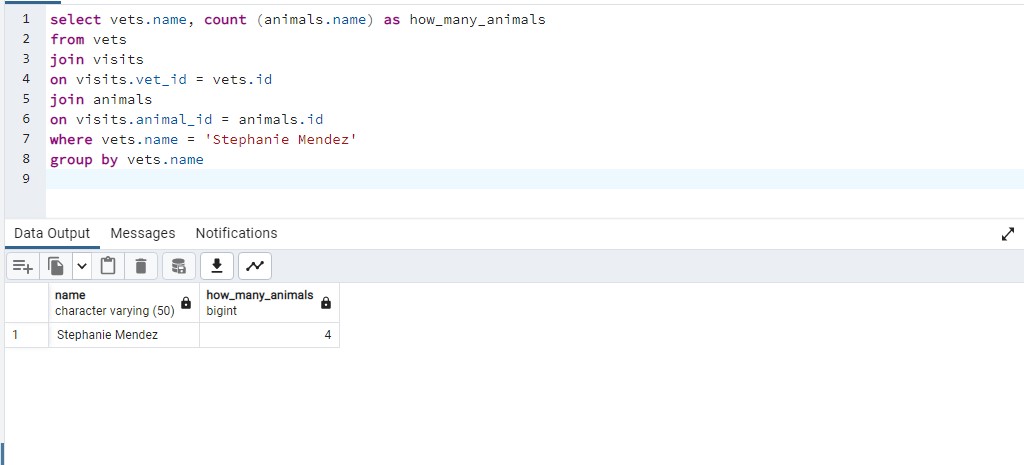 1 select vets.name, count (animals.name) as how_many_animals
2 from vets
3 join visits
4 on visits.vet_id = vets.id
5 join animals
6 on visits.animal_id = animals.id
7 where vets.name = 'Stephanie Mendez'
8 group by vets.name
9
Data Output Messages Notifications
name how_many_animals
character varying (50) bigint
1 Stephanie Mendez 4